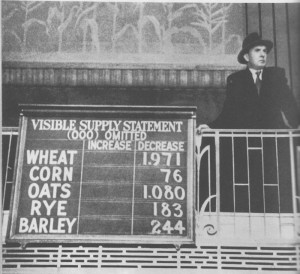 VISIBLE SUPPLY STATEMENT
(000) OMITTED
INCREASE DECREASE
WHEAT 1.971
CORN 76
OATS 1.080
RYE 183
BARLEY 244